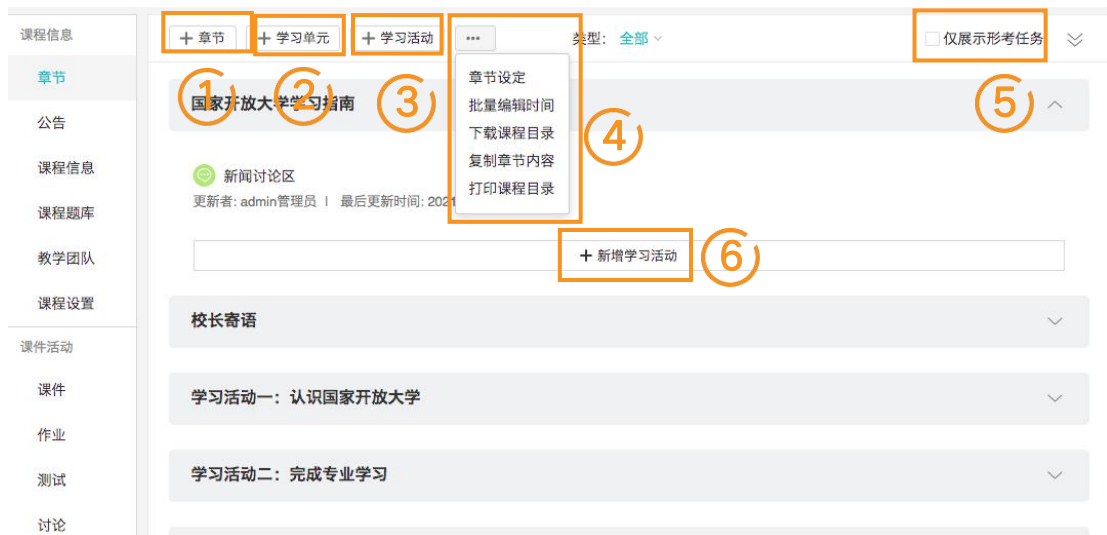 课程信息
章节
公告
课程信息
课程题库
教学团队
课程设置
课件活动
课件
作业
测试
讨论
+ 章节 + 学习单元 + 学习活动 ··· 类型: 全部 仅展示形考任务
① ② ③ ④ ⑤ ⑥
国家开放大学学习指南
章节设定
批量编辑时间
下载课程目录
复制章节内容
打印课程目录
新闻讨论区
更新者: admin管理员 | 最后更新时间: 2021
+ 新增学习活动
校长寄语
学习活动一：认识国家开放大学
学习活动二：完成专业学习